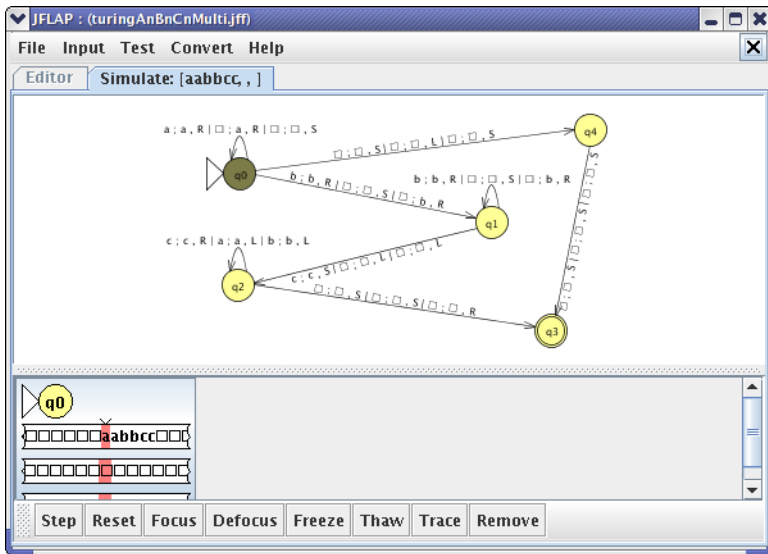 JFLAP : (turingAnBnCnMulti.jff)
File Input Test Convert Help
Editor Simulate: [aabbcc, , ]
a ; a , R | □ ; a , R | □ ; □ , S
q4
□ ; □ , S | □ ; □ , L | □ ; □ , S
q0
b ; b , R | □ ; □ , S | □ ; b , R
b ; b , R | □ ; □ , S | □ ; b , R
□ ; □ , S | □ ; □ , S | □ ; □ , S
q1
c ; c , R | a ; a , L | b ; b , L
c ; c , S | □ ; □ , L | □ ; □ , L
q2
□ ; □ , S | □ ; □ , S | □ ; □ , R
q3
q0
□□□□□□aabbcc□□□
□□□□□□□□□□□□□
Step Reset Focus Defocus Freeze Thaw Trace Remove